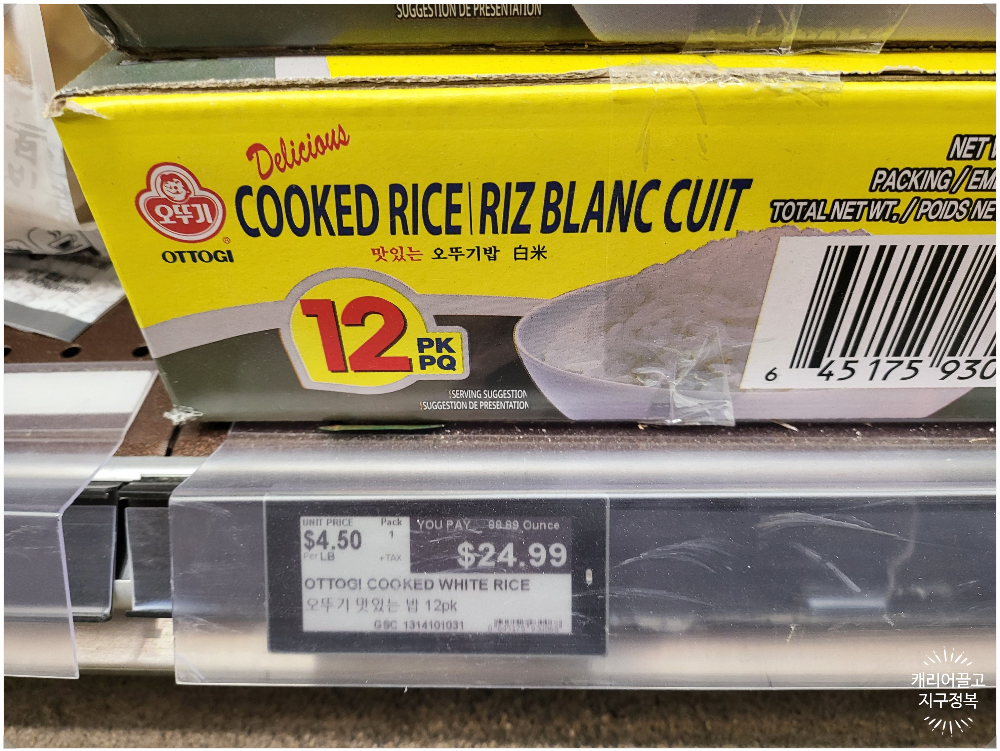 SUGGESTION DE PRÉSENTATION
Delicious
COOKED RICE | RIZ BLANC CUIT
맛있는 오뚜기밥 白米
오뚜기
®
OTTOGI
NET
PACKING / EM
TOTAL NET WT. / POIDS NE
12 PK
PQ
SERVING SUGGESTION
SUGGESTION DE PRESENTATION
6 45175 930
UNIT PRICE
$4.50
Per LB
Pack
1
+TAX
YOU PAY 88.89 Ounce
$24.99
OTTOGI COOKED WHITE RICE
오뚜기 맛있는 밥 12pk
GSC 1314101031
캐리어끌고
지구정복